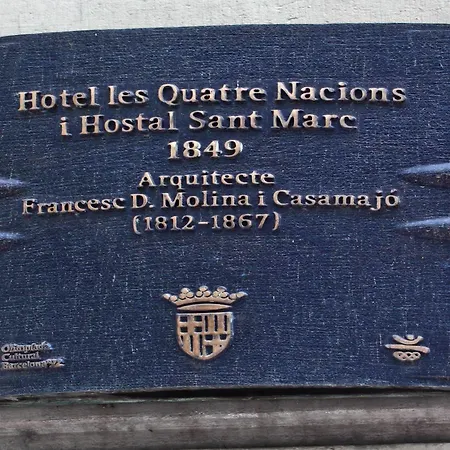 Hotel les Quatre Nacions
i Hostal Sant Marc
1849
Arquitecte
Francesc D. Molina i Casamajó
(1812-1867)
Olimpíada
Cultural
Barcelona'92